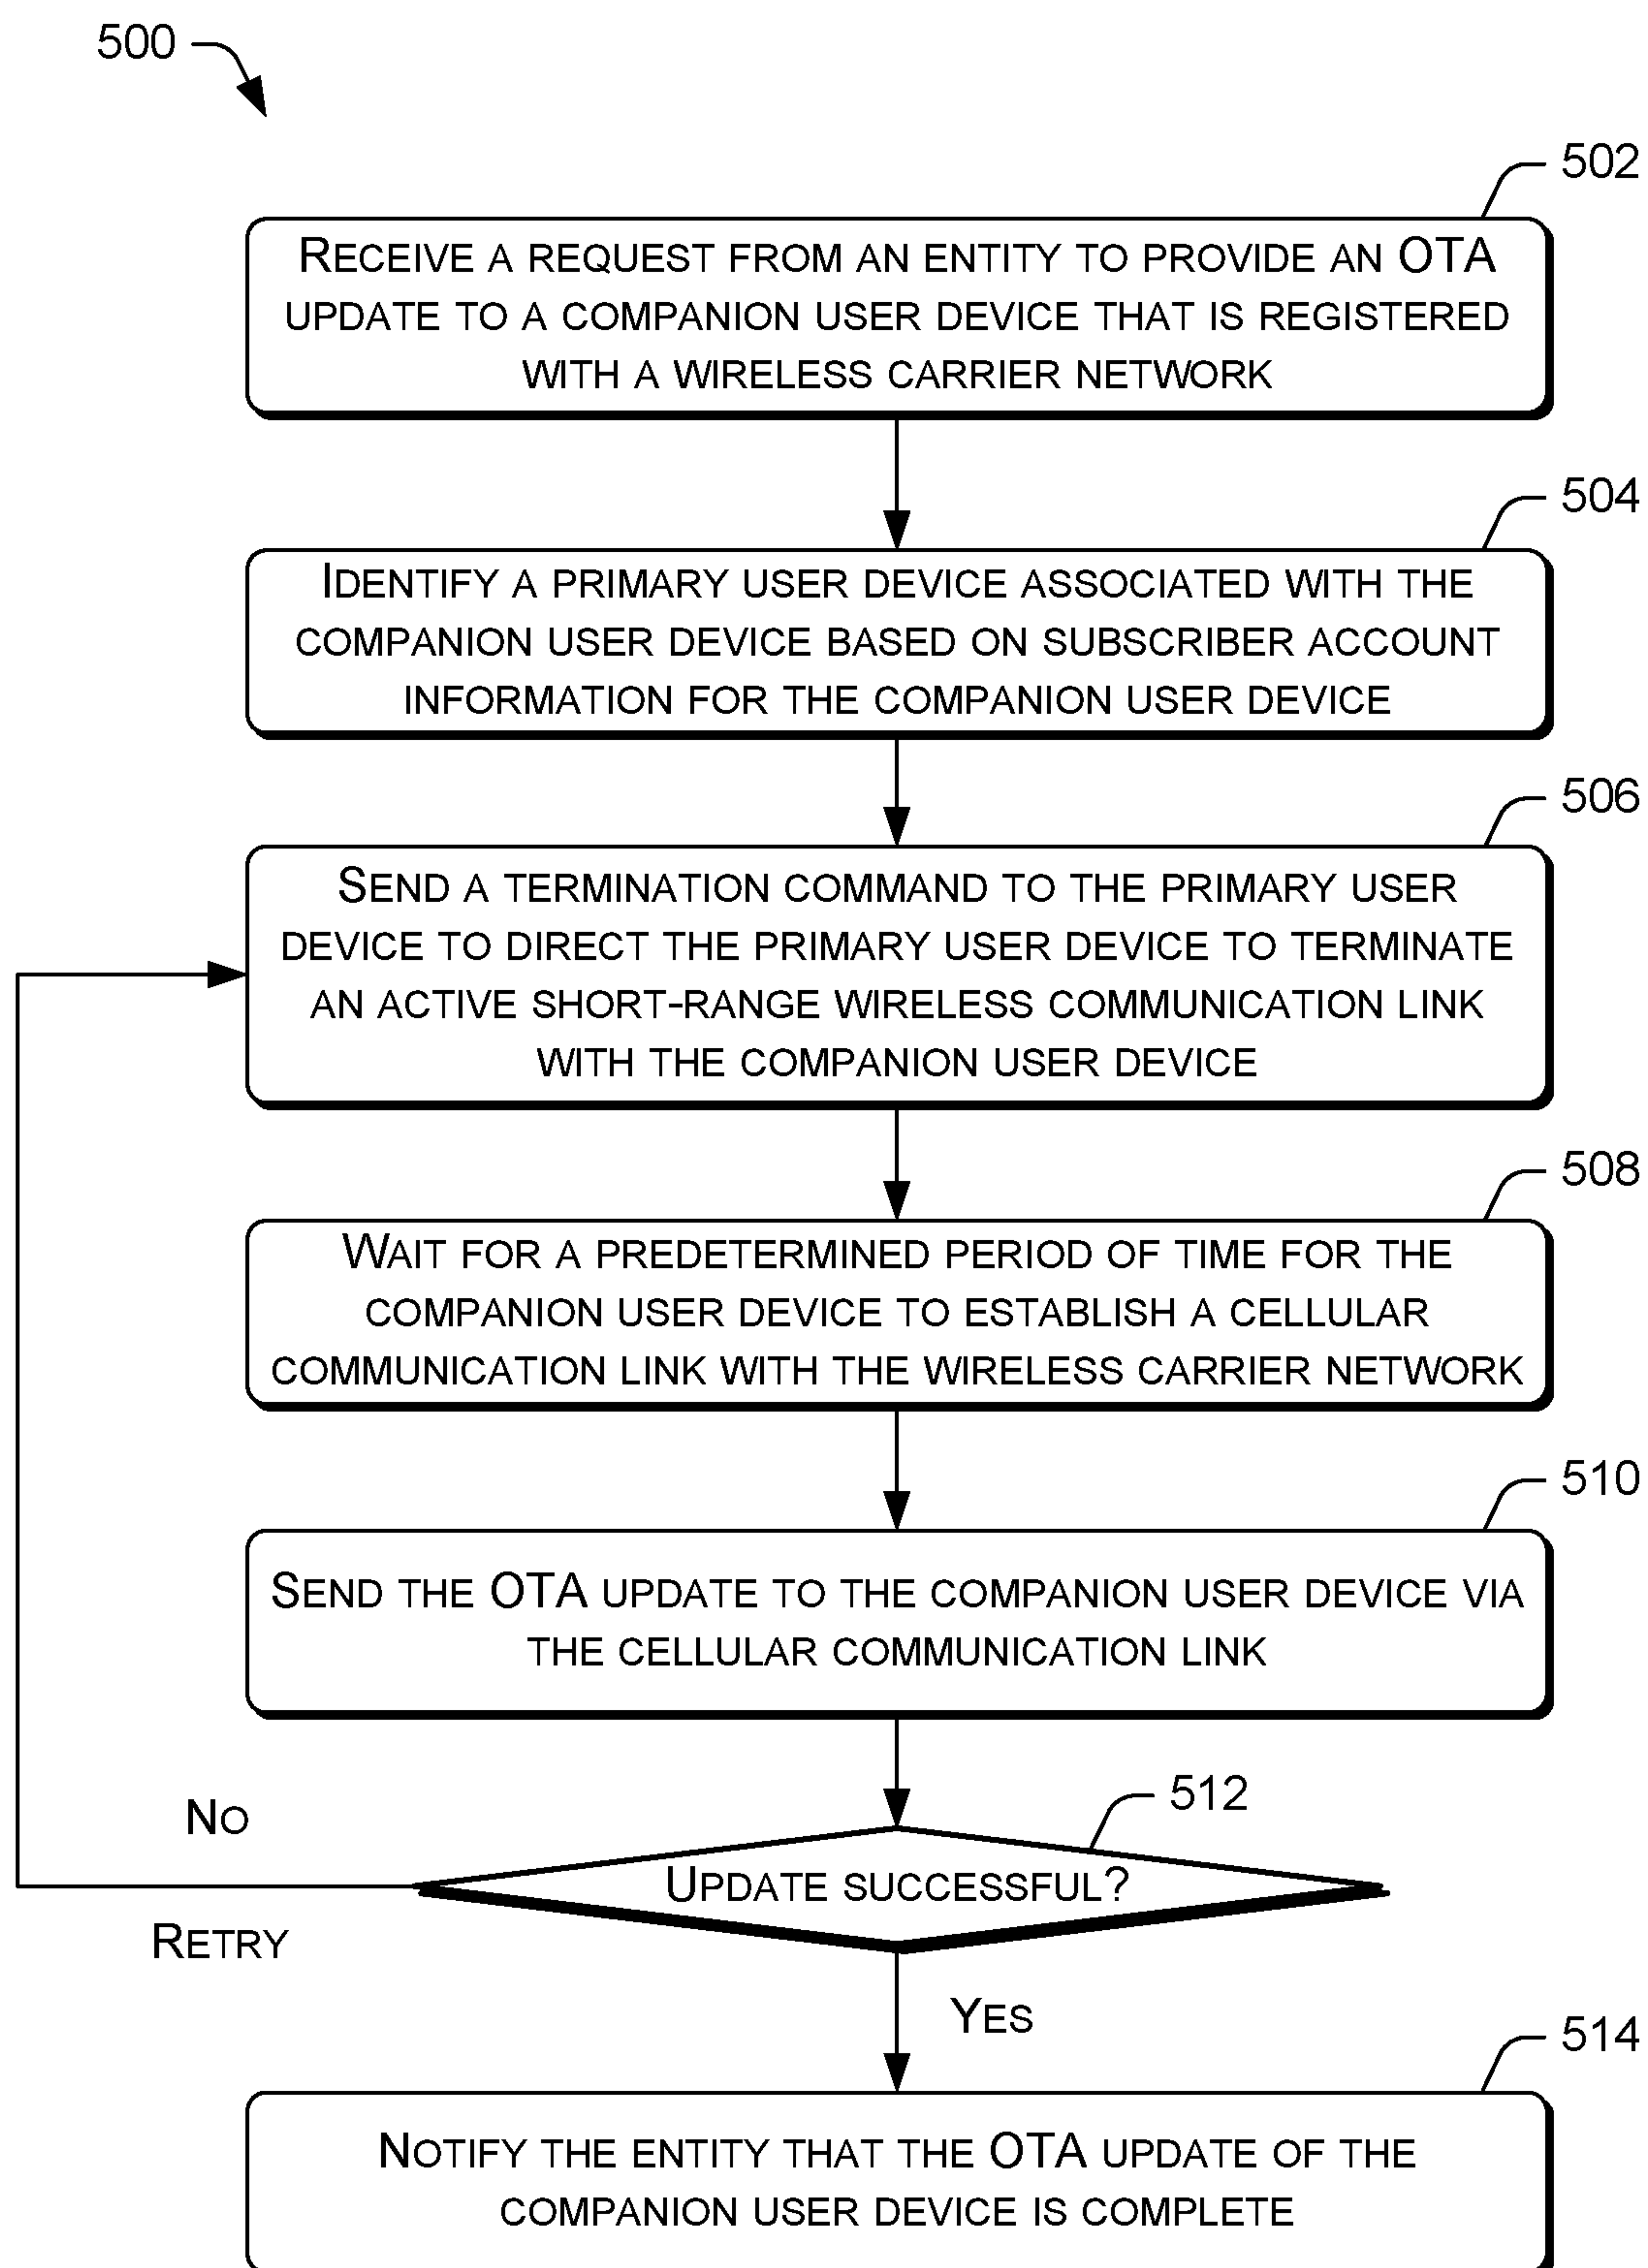 500
502
RECEIVE A REQUEST FROM AN ENTITY TO PROVIDE AN OTA
UPDATE TO A COMPANION USER DEVICE THAT IS REGISTERED
WITH A WIRELESS CARRIER NETWORK
504
IDENTIFY A PRIMARY USER DEVICE ASSOCIATED WITH THE
COMPANION USER DEVICE BASED ON SUBSCRIBER ACCOUNT
INFORMATION FOR THE COMPANION USER DEVICE
506
SEND A TERMINATION COMMAND TO THE PRIMARY USER
DEVICE TO DIRECT THE PRIMARY USER DEVICE TO TERMINATE
AN ACTIVE SHORT-RANGE WIRELESS COMMUNICATION LINK
WITH THE COMPANION USER DEVICE
508
WAIT FOR A PREDETERMINED PERIOD OF TIME FOR THE
COMPANION USER DEVICE TO ESTABLISH A CELLULAR
COMMUNICATION LINK WITH THE WIRELESS CARRIER NETWORK
510
SEND THE OTA UPDATE TO THE COMPANION USER DEVICE VIA
THE CELLULAR COMMUNICATION LINK
512
NO
UPDATE SUCCESSFUL?
RETRY
YES
514
NOTIFY THE ENTITY THAT THE OTA UPDATE OF THE
COMPANION USER DEVICE IS COMPLETE